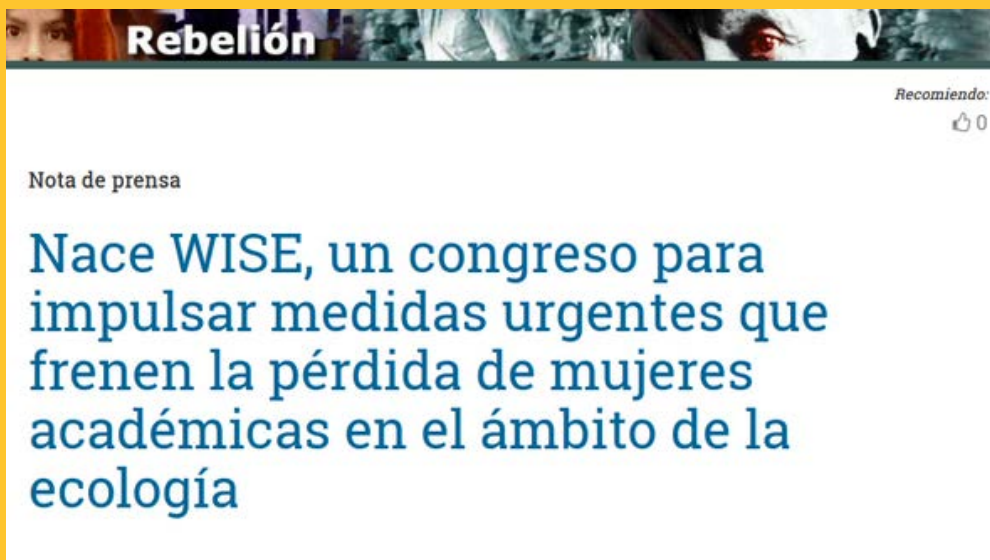 Rebelión
Recomiendo:
0
Nota de prensa
Nace WISE, un congreso para
impulsar medidas urgentes que
frenen la pérdida de mujeres
académicas en el ámbito de la
ecología